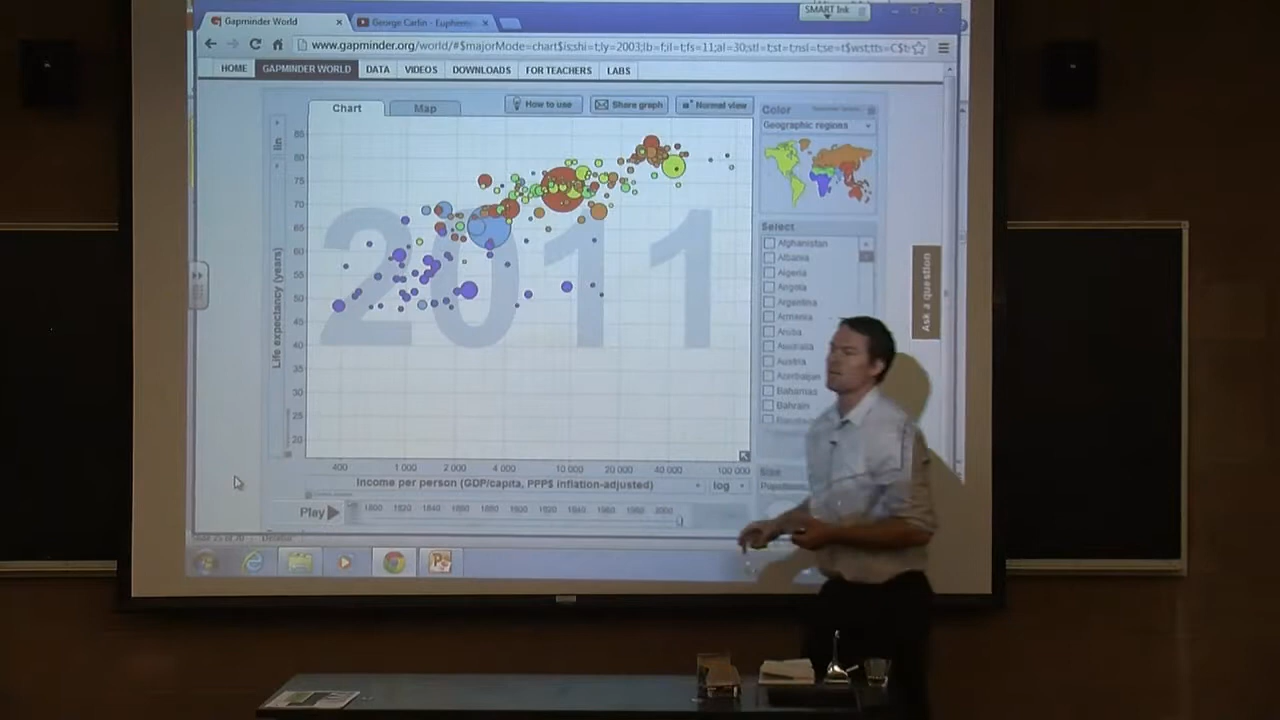 SMART Ink
Gapminder World
George Carlin - Euphem
www.gapminder.org/world/#$majorMode=chart$is;shi=t;ly=2003;lb=f;il=t;fs=11;al=30;stl=t;st=t;nsl=t;se=t$wst;tts=C$t
HOME GAPMINDER WORLD DATA VIDEOS DOWNLOADS FOR TEACHERS LABS
Chart Map How to use Share graph Normal view
Color
Geographic regions
lin
85
80
75
70
65
60
55
50
45
40
35
30
25
20
Life expectancy (years)
2011
Select
Afghanistan
Albania
Algeria
Angola
Argentina
Armenia
Aruba
Australia
Austria
Azerbaijan
Bahamas
Bahrain
Ask a question
400 1 000 2 000 4 000 10 000 20 000 40 000 100 000
Income per person (GDP/capita, PPP$ inflation-adjusted) log
Size
Play 1800 1820 1840 1860 1880 1900 1920 1940 1960 1980 2000